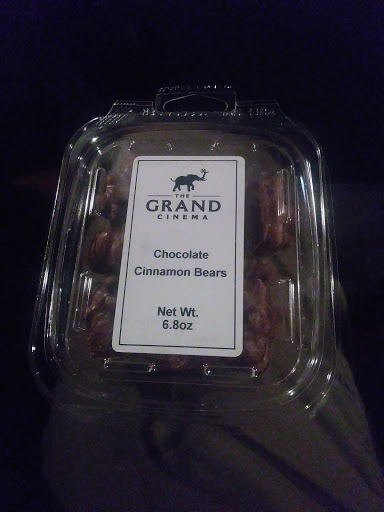 THE
GRAND
CINEMA
Chocolate
Cinnamon Bears
Net Wt.
6.8oz